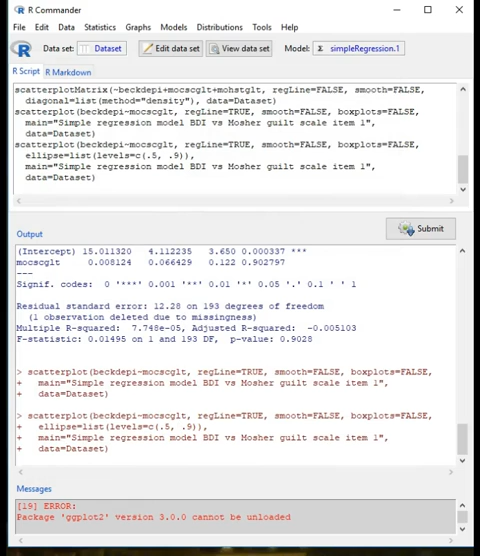 R Commander
File Edit Data Statistics Graphs Models Distributions Tools Help
Data set: Dataset Edit data set View data set Model: Σ simpleRegression.1
R Script R Markdown
scatterplotMatrix(~beckdepi+mocscglt+mohstglt, regLine=FALSE, smooth=FALSE,
diagonal=list(method="density"), data=Dataset)
scatterplot(beckdepi~mocscglt, regLine=TRUE, smooth=FALSE, boxplots=FALSE,
main="Simple regression model BDI vs Mosher guilt scale item 1",
data=Dataset)
scatterplot(beckdepi~mocscglt, regLine=TRUE, smooth=FALSE, boxplots=FALSE,
ellipse=list(levels=c(.5, .9)),
main="Simple regression model BDI vs Mosher guilt scale item 1",
data=Dataset)
Submit
Output
(Intercept) 15.011320 4.112235 3.650 0.000337 ***
mocscglt 0.008124 0.066429 0.122 0.902797
---
Signif. codes: 0 '***' 0.001 '**' 0.01 '*' 0.05 '.' 0.1 ' ' 1
Residual standard error: 12.28 on 193 degrees of freedom
(1 observation deleted due to missingness)
Multiple R-squared: 7.748e-05, Adjusted R-squared: -0.005103
F-statistic: 0.01495 on 1 and 193 DF, p-value: 0.9028
> scatterplot(beckdepi~mocscglt, regLine=TRUE, smooth=FALSE, boxplots=FALSE,
+ main="Simple regression model BDI vs Mosher guilt scale item 1",
+ data=Dataset)
> scatterplot(beckdepi~mocscglt, regLine=TRUE, smooth=FALSE, boxplots=FALSE,
+ ellipse=list(levels=c(.5, .9)),
+ main="Simple regression model BDI vs Mosher guilt scale item 1",
+ data=Dataset)
Messages
[19] ERROR:
Package 'ggplot2' version 3.0.0 cannot be unloaded